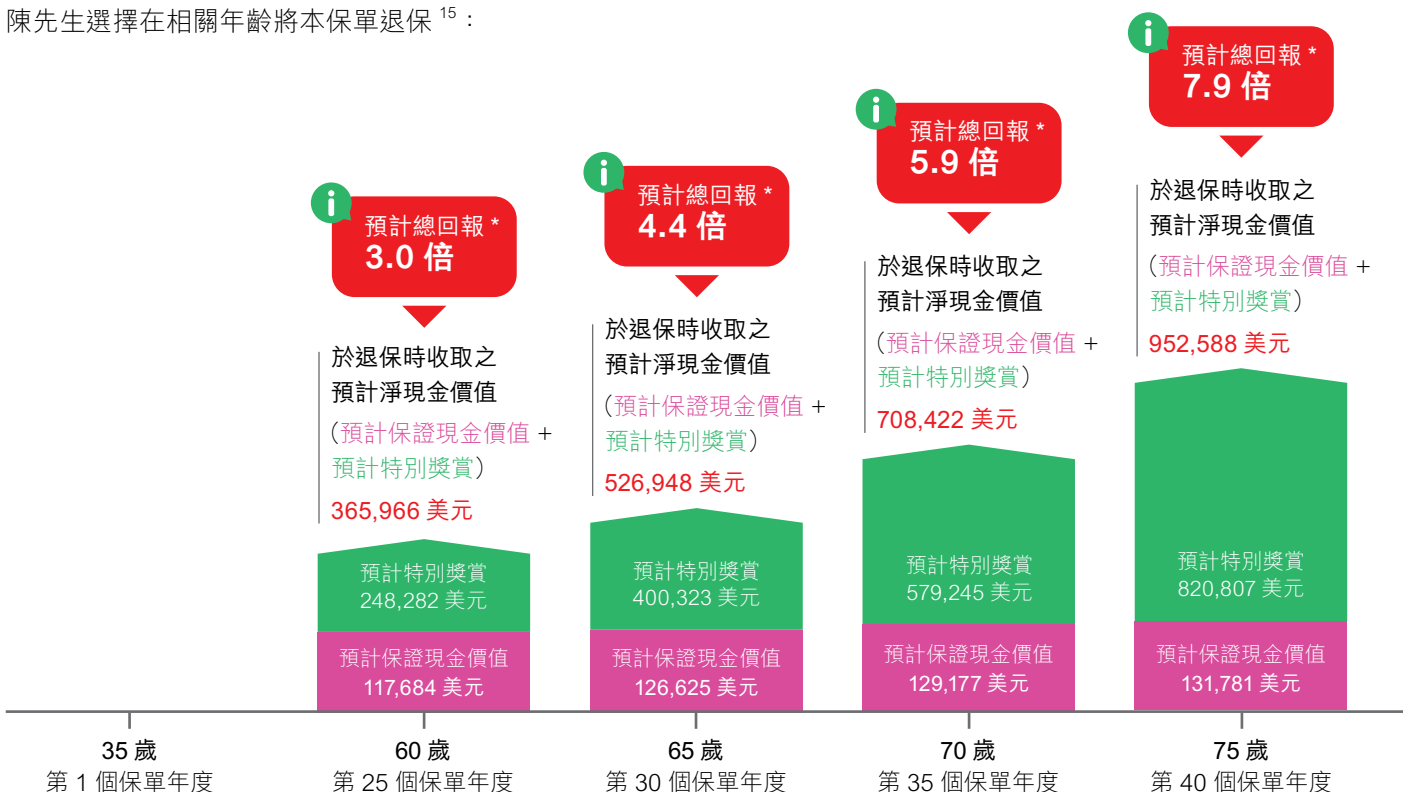 陳先生選擇在相關年齡將本保單退保 15：
預計總回報 *
3.0 倍
於退保時收取之
預計淨現金價值
（預計保證現金價值 +
預計特別獎賞）
365,966 美元
預計特別獎賞
248,282 美元
預計保證現金價值
117,684 美元
預計總回報 *
4.4 倍
於退保時收取之
預計淨現金價值
（預計保證現金價值 +
預計特別獎賞）
526,948 美元
預計特別獎賞
400,323 美元
預計保證現金價值
126,625 美元
預計總回報 *
5.9 倍
於退保時收取之
預計淨現金價值
（預計保證現金價值 +
預計特別獎賞）
708,422 美元
預計特別獎賞
579,245 美元
預計保證現金價值
129,177 美元
預計總回報 *
7.9 倍
於退保時收取之
預計淨現金價值
（預計保證現金價值 +
預計特別獎賞）
952,588 美元
預計特別獎賞
820,807 美元
預計保證現金價值
131,781 美元
35 歲
第 1 個保單年度
60 歲
第 25 個保單年度
65 歲
第 30 個保單年度
70 歲
第 35 個保單年度
75 歲
第 40 個保單年度